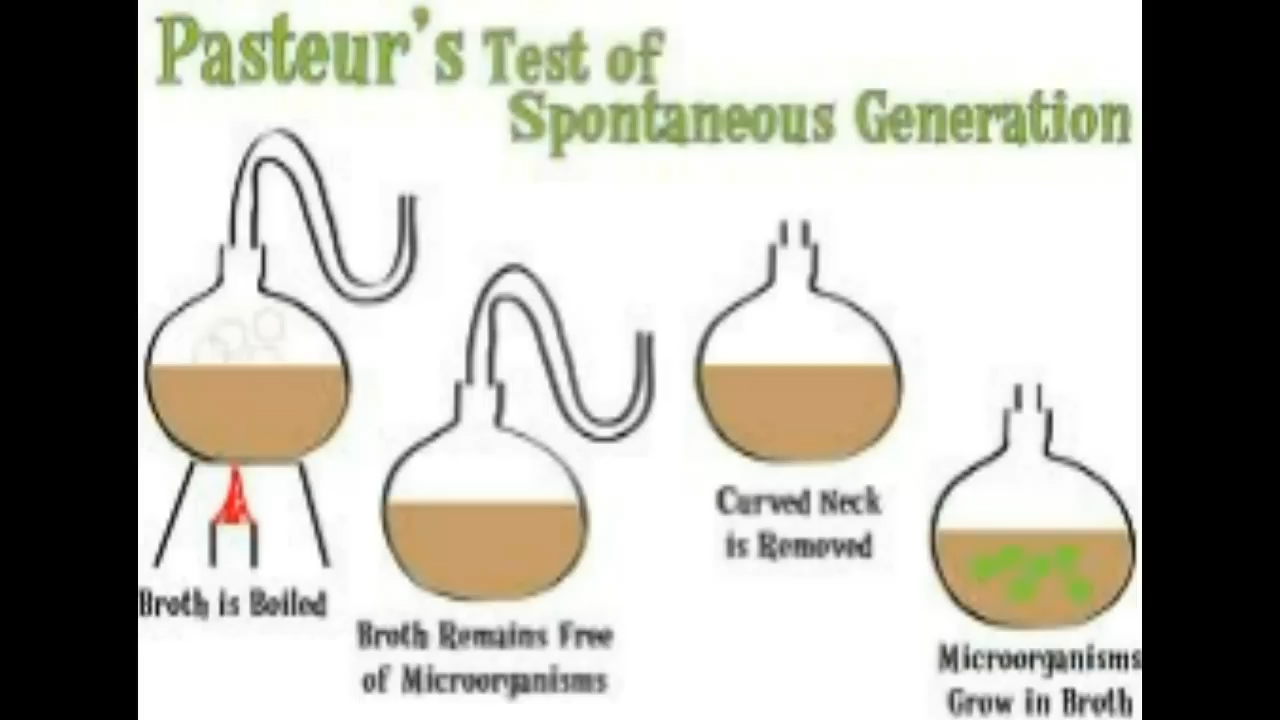 Pasteur's Test of
Spontaneous Generation
Broth is Boiled
Broth Remains Free
of Microorganisms
Curved Neck
is Removed
Microorganisms
Grow in Broth